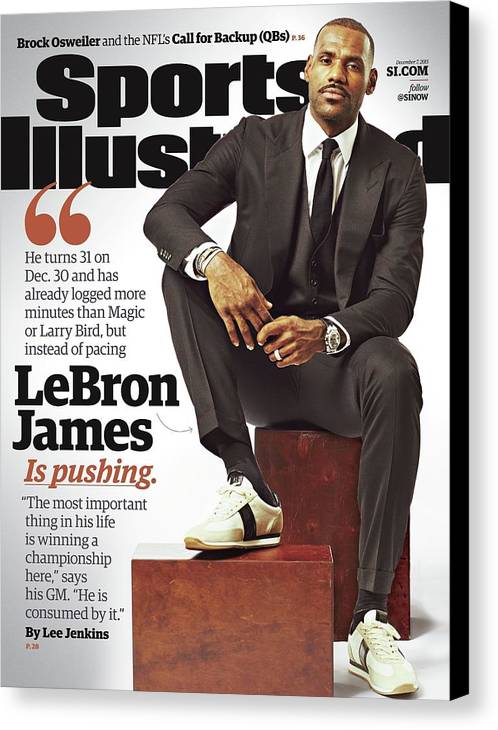 Brock Osweiler and the NFL's Call for Backup (QBs) P.36
December 7, 2015
SI.COM
follow
@SINOW
Sports
Illustrated
“
He turns 31 on
Dec. 30 and has
already logged more
minutes than Magic
or Larry Bird, but
instead of pacing
LeBron
James
Is pushing.
“The most important
thing in his life
is winning a
championship
here,” says
his GM. “He is
consumed by it.”
By Lee Jenkins
P.28